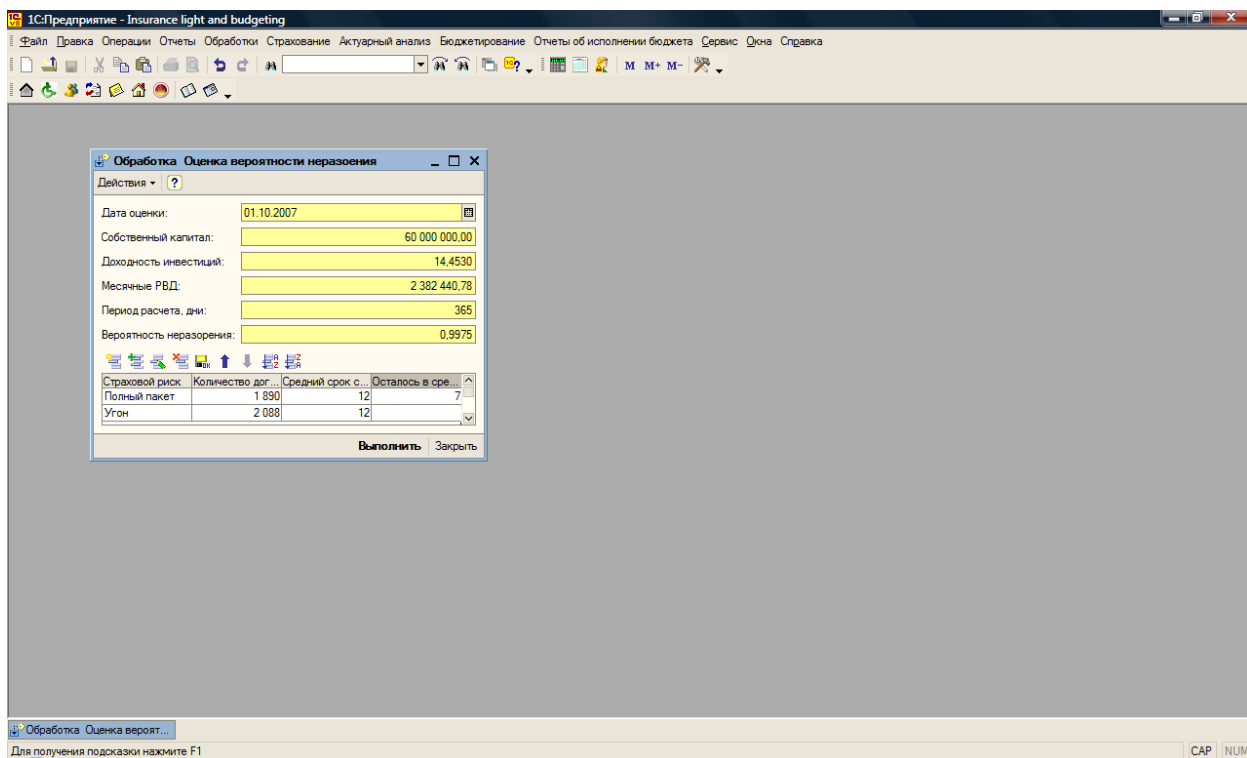 1С:Предприятие - Insurance light and budgeting
Файл Правка Операции Отчеты Обработки Страхование Актуарный анализ Бюджетирование Отчеты об исполнении бюджета Сервис Окна Справка
M M+ M-
Обработка Оценка вероятности неразоения
Действия
Дата оценки: 01.10.2007
Собственный капитал: 60 000 000,00
Доходность инвестиций: 14,4530
Месячные РВД: 2 382 440,78
Период расчета, дни: 365
Вероятность неразорения: 0,9975
Страховой риск Количество дог... Средний срок с... Осталось в сре...
Полный пакет 1 890 12 7
Угон 2 088 12
Выполнить Закрыть
Обработка Оценка вероят...
Для получения подсказки нажмите F1 CAP NUM